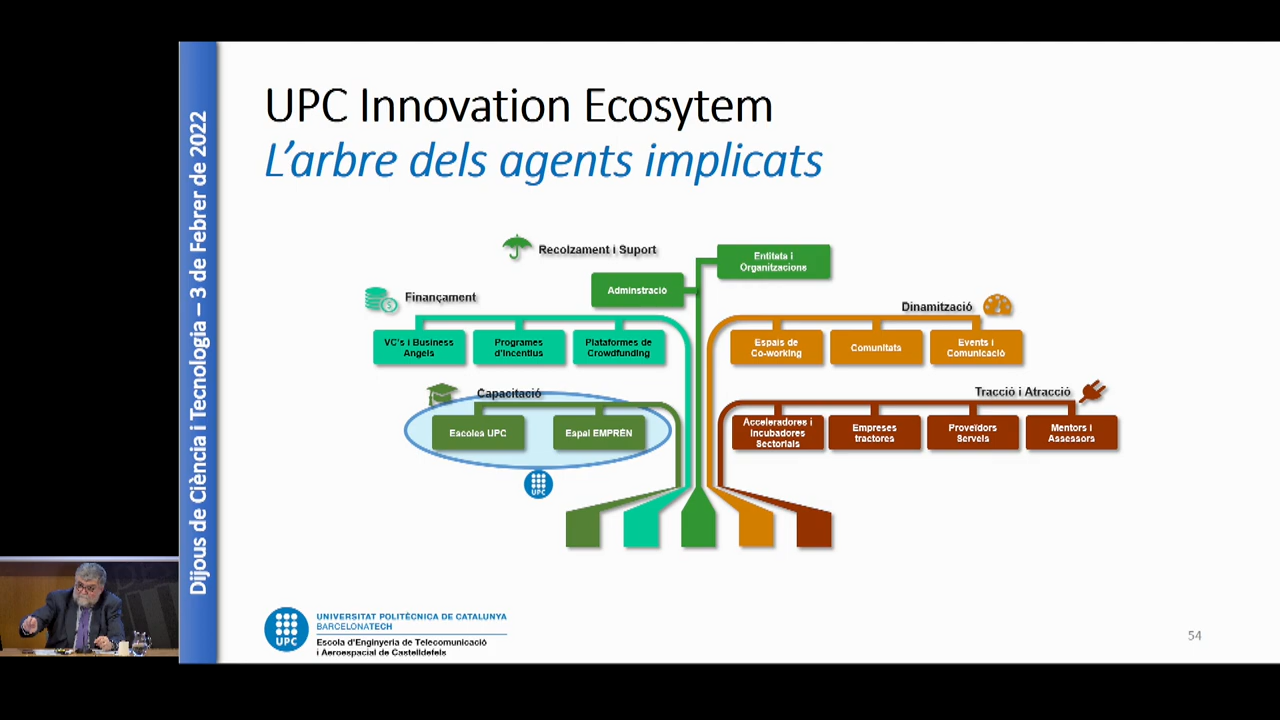 Dijous de Ciència i Tecnologia – 3 de Febrer de 2022
UPC Innovation Ecosytem
L'arbre dels agents implicats
Recolzament i Suport
Entitats i
Organitzacions
Adminstració
Finançament
VC's i Business
Angels
Programes
d'Incentius
Plataformes de
Crowdfunding
Dinamització
Espais de
Co-working
Comunitats
Events i
Comunicació
Capacitació
Escoles UPC
Espai EMPRÈN
UPC
Tracció i Atracció
Acceleradores i
Incubadores
Sectorials
Empreses
tractores
Proveïdors
Serveis
Mentors i
Assessors
UPC
UNIVERSITAT POLITÈCNICA DE CATALUNYA
BARCELONATECH
Escola d'Enginyeria de Telecomunicació
i Aeroespacial de Castelldefels
54